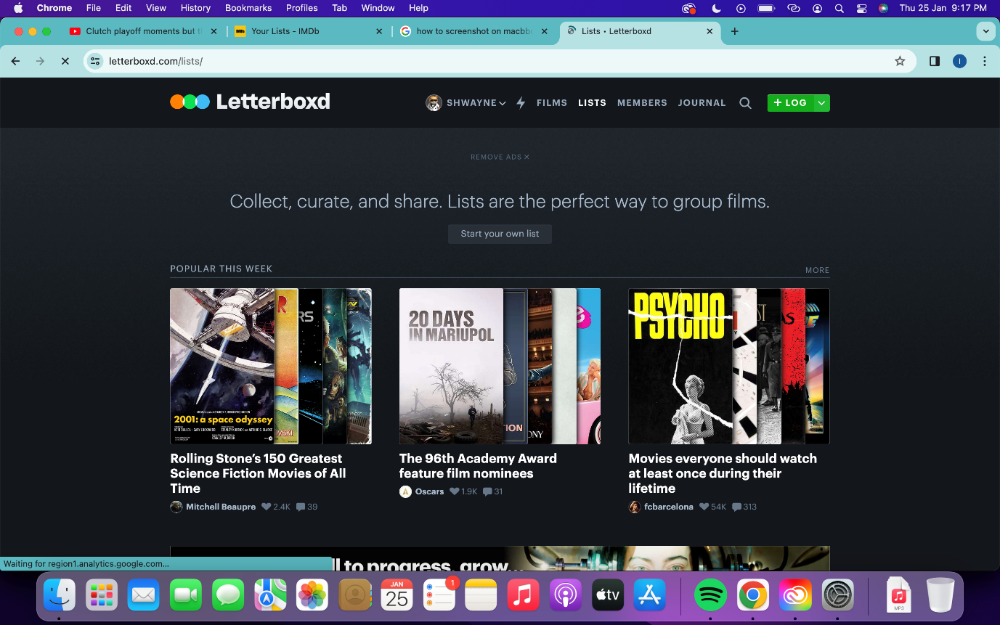 Chrome File Edit View History Bookmarks Profiles Tab Window Help Thu 25 Jan 9:17 PM
Clutch playoff moments but t
Your Lists - IMDb
how to screenshot on macbb
Lists • Letterboxd
letterboxd.com/lists/
I
Letterboxd
SHWAYNE FILMS LISTS MEMBERS JOURNAL + LOG
REMOVE ADS ×
Collect, curate, and share. Lists are the perfect way to group films.
Start your own list
POPULAR THIS WEEK
MORE
2001: a space odyssey
20 DAYS
IN MARIUPOL
PSYCHO
Rolling Stone’s 150 Greatest
Science Fiction Movies of All
Time
Mitchell Beaupre 2.4K 39
The 96th Academy Award
feature film nominees
Oscars 1.9K 31
Movies everyone should watch
at least once during their
lifetime
fcbarcelona 54K 313
to progress, grow...
Waiting for region1.analytics.google.com...
JAN
25
1
tv
MP3